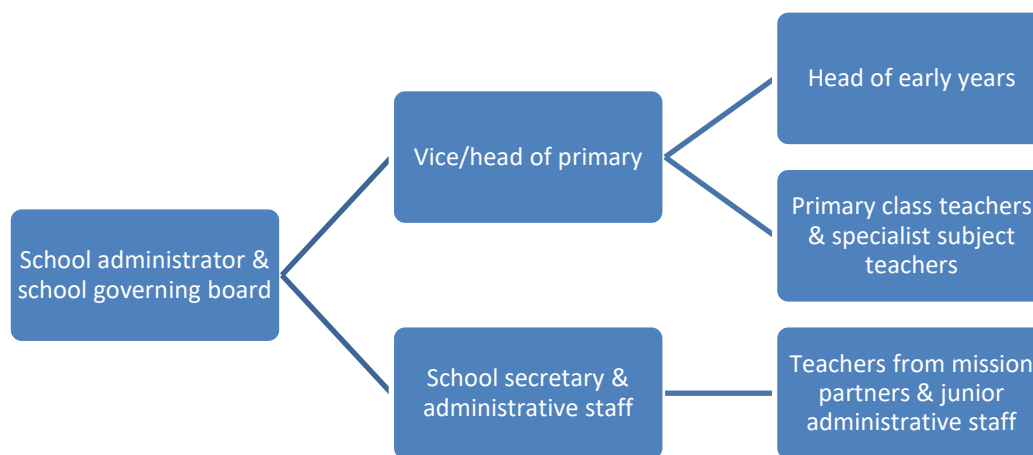 School administrator &
school governing board
Vice/head of primary
Head of early years
Primary class teachers
& specialist subject
teachers
School secretary &
administrative staff
Teachers from mission
partners & junior
administrative staff